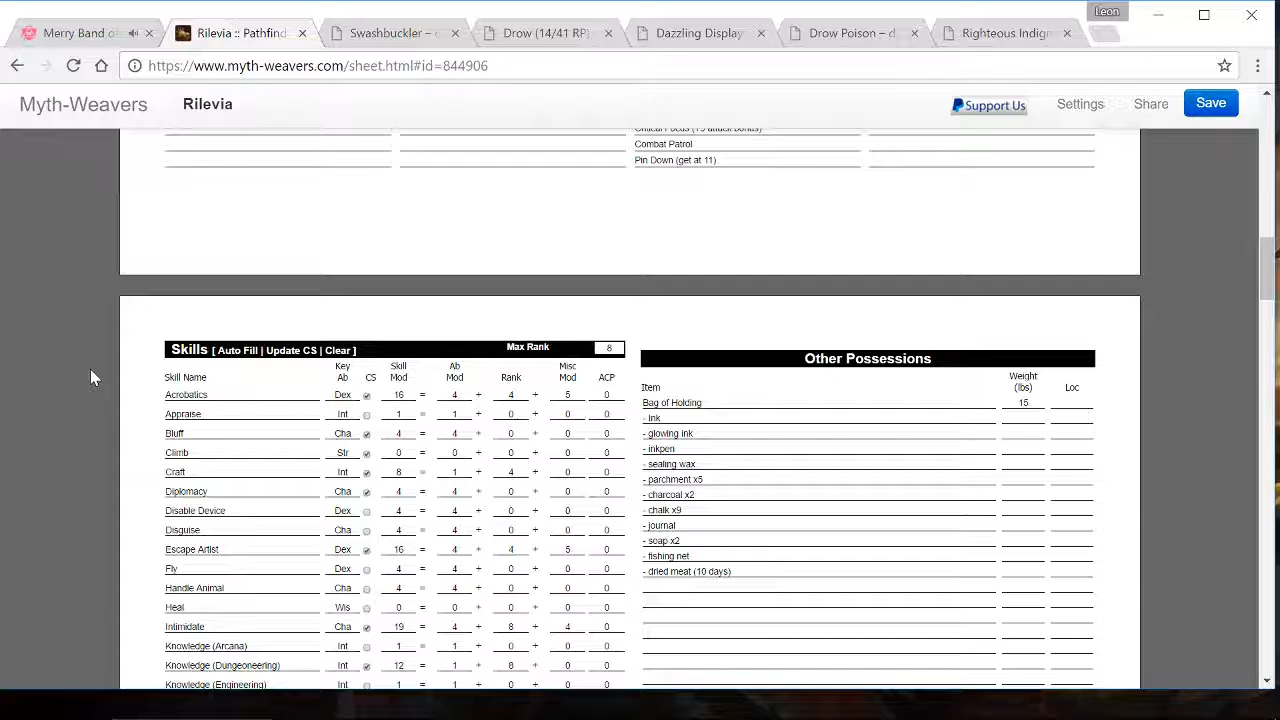 Leon
Merry Band o
Rilevia :: Pathfind
Swashbuckler – c
Drow (14/41 RP)
Dazzling Display
Drow Poison – d
Righteous Indign
https://www.myth-weavers.com/sheet.html#id=844906
Myth-Weavers Rilevia PayPal Support Us Settings Share Save
Critical Focus (15 attack bonus)
Combat Patrol
Pin Down (get at 11)
Skills [ Auto Fill | Update CS | Clear ] Max Rank 8
Other Possessions
Key Skill Ab Misc Weight
Skill Name Ab CS Mod Mod Rank Mod ACP
Item (lbs) Loc
Acrobatics Dex 16 = 4 + 4 + 5 0
Bag of Holding 15
Appraise Int 1 = 1 + 0 + 0 0
- Ink
Bluff Cha 4 = 4 + 0 + 0 0
- glowing ink
Climb Str 0 = 0 + 0 + 0 0
- inkpen
- sealing wax
Craft Int 8 = 1 + 4 + 0 0
- parchment x5
Diplomacy Cha 4 = 4 + 0 + 0 0
- charcoal x2
Disable Device Dex 4 = 4 + 0 + 0 0
- chalk x9
Disguise Cha 4 = 4 + 0 + 0 0
- journal
- soap x2
Escape Artist Dex 16 = 4 + 4 + 5 0
- fishing net
Fly Dex 4 = 4 + 0 + 0 0
- dried meat (10 days)
Handle Animal Cha 4 = 4 + 0 + 0 0
Heal Wis 0 = 0 + 0 + 0 0
Intimidate Cha 19 = 4 + 8 + 4 0
Knowledge (Arcana) Int 1 = 1 + 0 + 0 0
Knowledge (Dungeoneering) Int 12 = 1 + 8 + 0 0
Knowledge (Engineering) Int 1 = 1 + 0 + 0 0